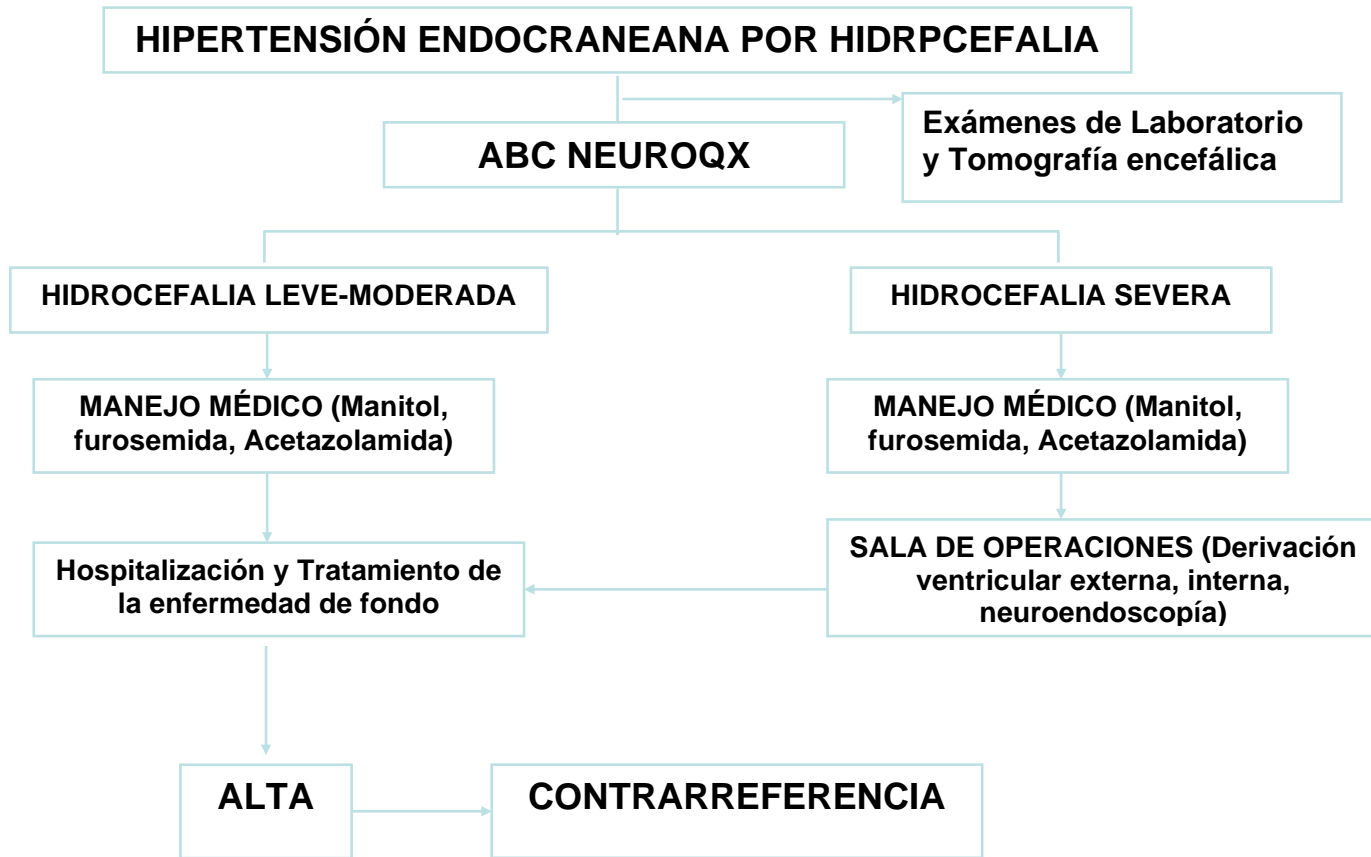 HIPERTENSIÓN ENDOCRANEANA POR HIDRPCEFALIA
Exámenes de Laboratorio
y Tomografía encefálica
ABC NEUROQX
HIDROCEFALIA LEVE-MODERADA
HIDROCEFALIA SEVERA
MANEJO MÉDICO (Manitol,
furosemida, Acetazolamida)
MANEJO MÉDICO (Manitol,
furosemida, Acetazolamida)
Hospitalización y Tratamiento de
la enfermedad de fondo
SALA DE OPERACIONES (Derivación
ventricular externa, interna,
neuroendoscopía)
ALTA
CONTRARREFERENCIA